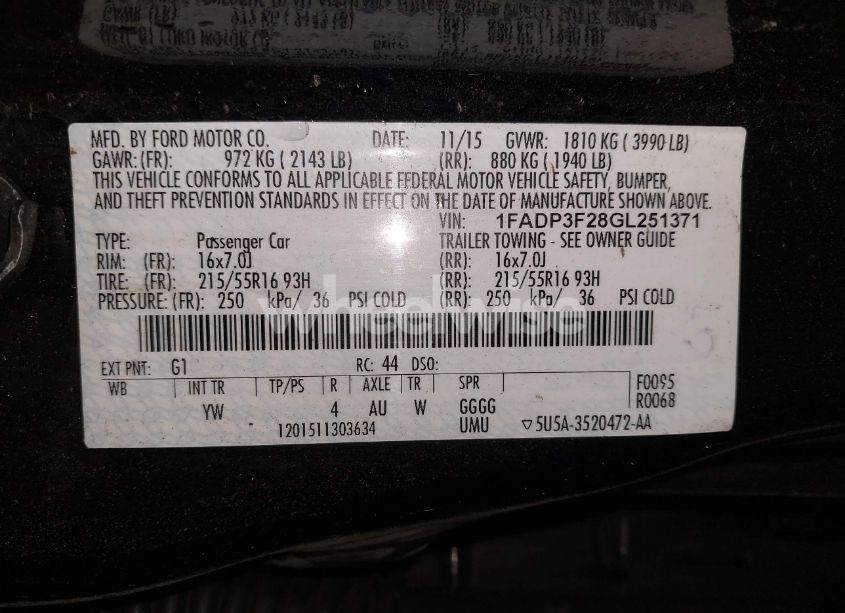 MFD. BY FORD MOTOR CO. DATE: 11/15 GVWR: 1810 KG ( 3990 LB)
GAWR:(FR): 972 KG ( 2143 LB) (RR): 880 KG ( 1940 LB)
THIS VEHICLE CONFORMS TO ALL APPLICABLE FEDERAL MOTOR VEHICLE SAFETY, BUMPER,
AND THEFT PREVENTION STANDARDS IN EFFECT ON THE DATE OF MANUFACTURE SHOWN ABOVE.
VIN: 1FADP3F28GL251371
TYPE: Passenger Car TRAILER TOWING - SEE OWNER GUIDE
RIM: (FR): 16x7.0J (RR): 16x7.0J
TIRE: (FR): 215/55R16 93H (RR): 215/55R16 93H
PRESSURE: (FR): 250 kPa/ 36 PSI COLD (RR): 250 kPa/ 36 PSI COLD
wheelwise
EXT PNT: G1 RC: 44 DSO:
WB INT TR TP/PS R AXLE TR SPR F0095
YW 4 AU W GGGG R0068
1201511303634 UMU ▽5U5A-3520472-AA